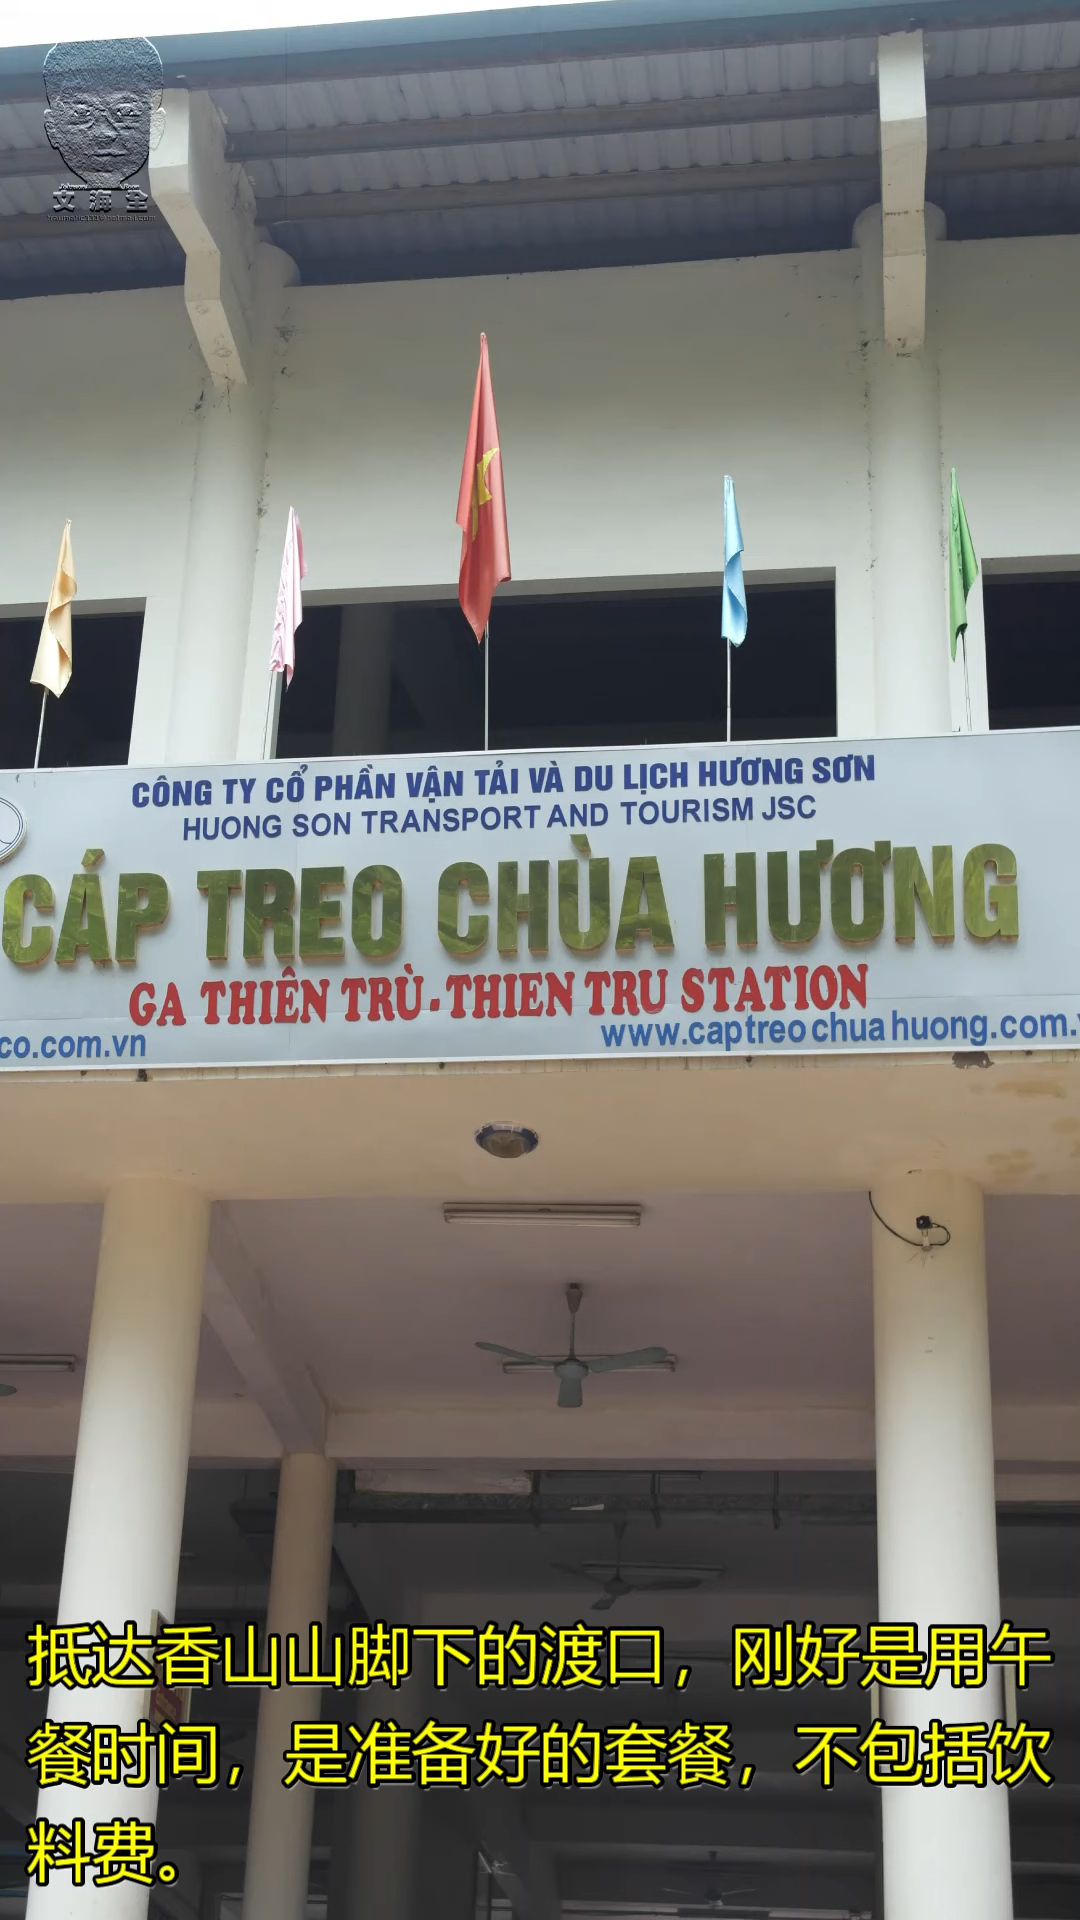 文海全
CÔNG TY CỔ PHẦN VẬN TẢI VÀ DU LỊCH HƯƠNG SƠN
HUONG SON TRANSPORT AND TOURISM JSC
CÁP TREO CHÙA HƯƠNG
GA THIÊN TRÙ - THIEN TRU STATION
co.com.vn
www.captreochuahuong.com.
抵达香山山脚下的渡口，刚好是用午
餐时间，是准备好的套餐，不包括饮
料费。